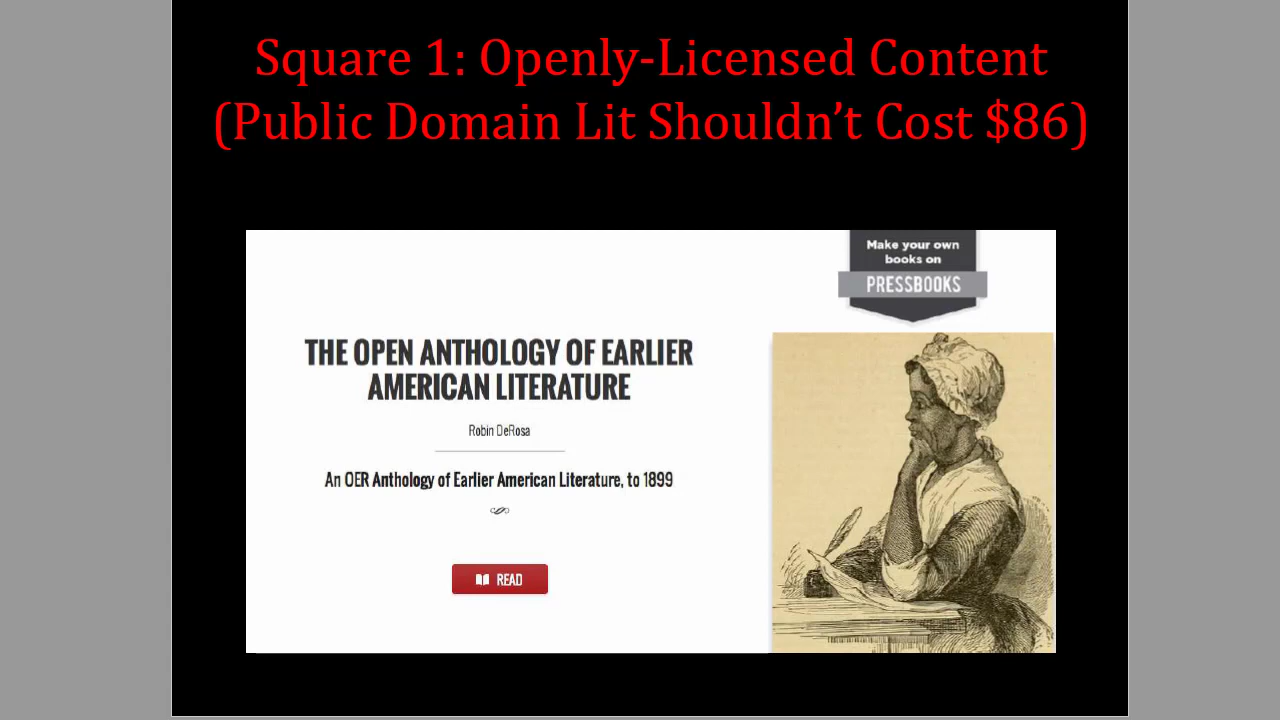 Square 1: Openly-Licensed Content
(Public Domain Lit Shouldn’t Cost $86)
Make your own
books on
PRESSBOOKS
THE OPEN ANTHOLOGY OF EARLIER
AMERICAN LITERATURE
Robin DeRosa
An OER Anthology of Earlier American Literature, to 1899
READ